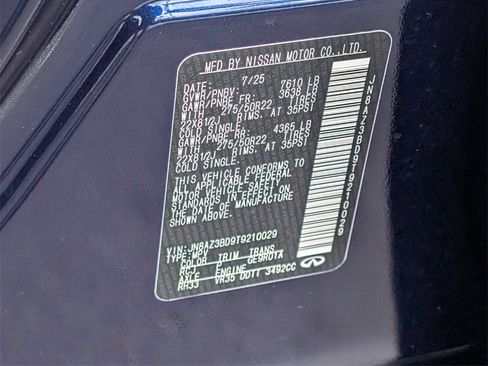 MFD BY NISSAN MOTOR CO.,LTD.
DATE: 7/25
GVWR/PNBV: 7610 LB
GAWR/PNBE FR: 3638 LB
WITH 275/50R22 TIRES
22X8½J RIMS, AT 35PSI
COLD SINGLE
GAWR/PNBE RR: 4365 LB
WITH 275/50R22 TIRES
22X8½J RIMS, AT 35PSI
COLD SINGLE.
THIS VEHICLE CONFORMS TO
ALL APPLICABLE FEDERAL
MOTOR VEHICLE SAFETY
STANDARDS IN EFFECT ON
THE DATE OF MANUFACTURE
SHOWN ABOVE.
VIN: JN8AZ3BD9T9210029
TYPE: MPV
COLOR TRIM TRANS
RCJ P GE9R01A
AXLE ENGINE
RH33 VR35 DDTT 3492CC
JN8AZ3BD9T9210029